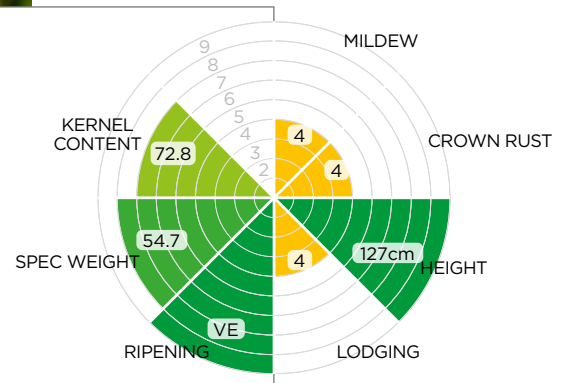 MILDEW
9
8
7
6
5
4
3
2
4
KERNEL
CONTENT
72.8
CROWN RUST
4
54.7
SPEC WEIGHT
127cm
HEIGHT
4
VE
RIPENING
LODGING